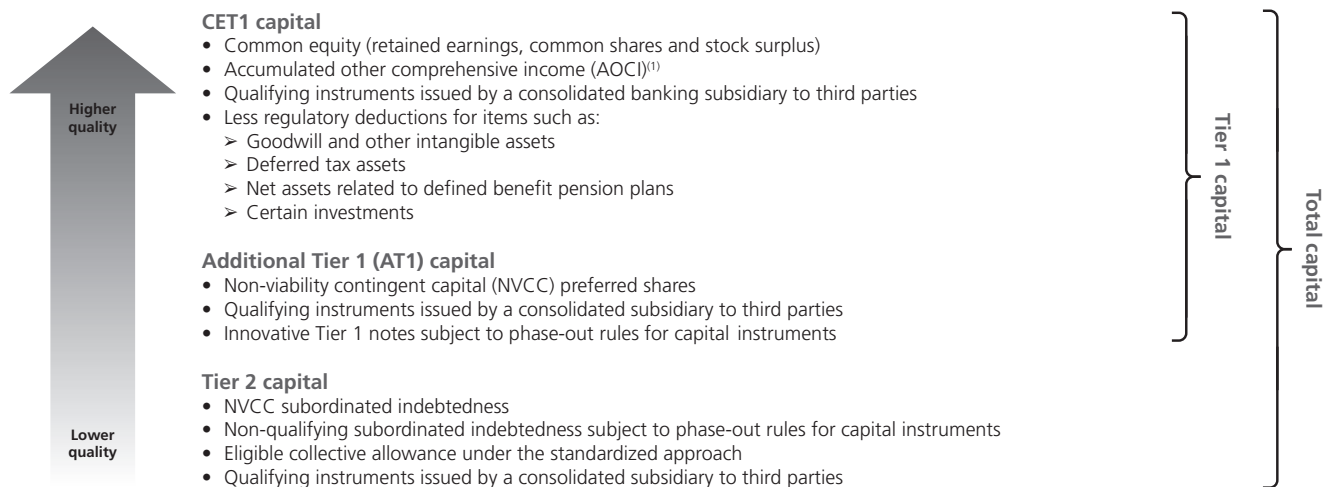 CET1 capital
• Common equity (retained earnings, common shares and stock surplus)
• Accumulated other comprehensive income (AOCI)(1)
• Qualifying instruments issued by a consolidated banking subsidiary to third parties
• Less regulatory deductions for items such as:
➢ Goodwill and other intangible assets
➢ Deferred tax assets
➢ Net assets related to defined benefit pension plans
➢ Certain investments
Additional Tier 1 (AT1) capital
• Non-viability contingent capital (NVCC) preferred shares
• Qualifying instruments issued by a consolidated subsidiary to third parties
• Innovative Tier 1 notes subject to phase-out rules for capital instruments
Tier 2 capital
• NVCC subordinated indebtedness
• Non-qualifying subordinated indebtedness subject to phase-out rules for capital instruments
• Eligible collective allowance under the standardized approach
• Qualifying instruments issued by a consolidated subsidiary to third parties
Higher
quality
Lower
quality
Tier 1 capital
Total capital